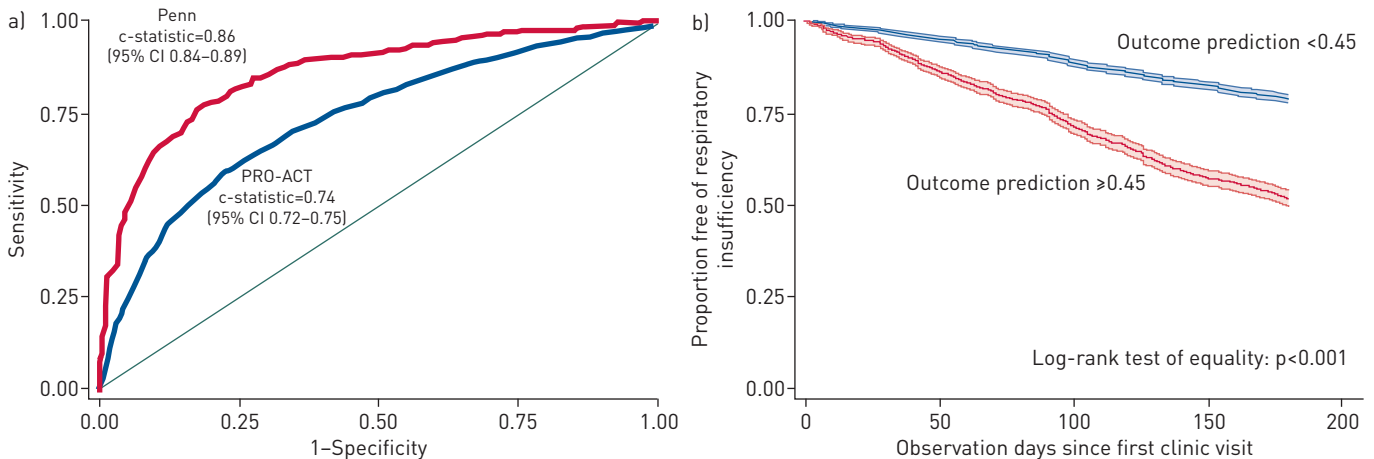 a)
Penn
c-statistic=0.86
(95% CI 0.84–0.89)
PRO-ACT
c-statistic=0.74
(95% CI 0.72–0.75)
Sensitivity
1.00
0.75
0.50
0.25
0.00
0.00 0.25 0.50 0.75 1.00
1–Specificity
b)
Outcome prediction <0.45
Outcome prediction ⩾0.45
Log-rank test of equality: p<0.001
Proportion free of respiratory
insufficiency
1.00
0.75
0.50
0.25
0.00
0 50 100 150 200
Observation days since first clinic visit